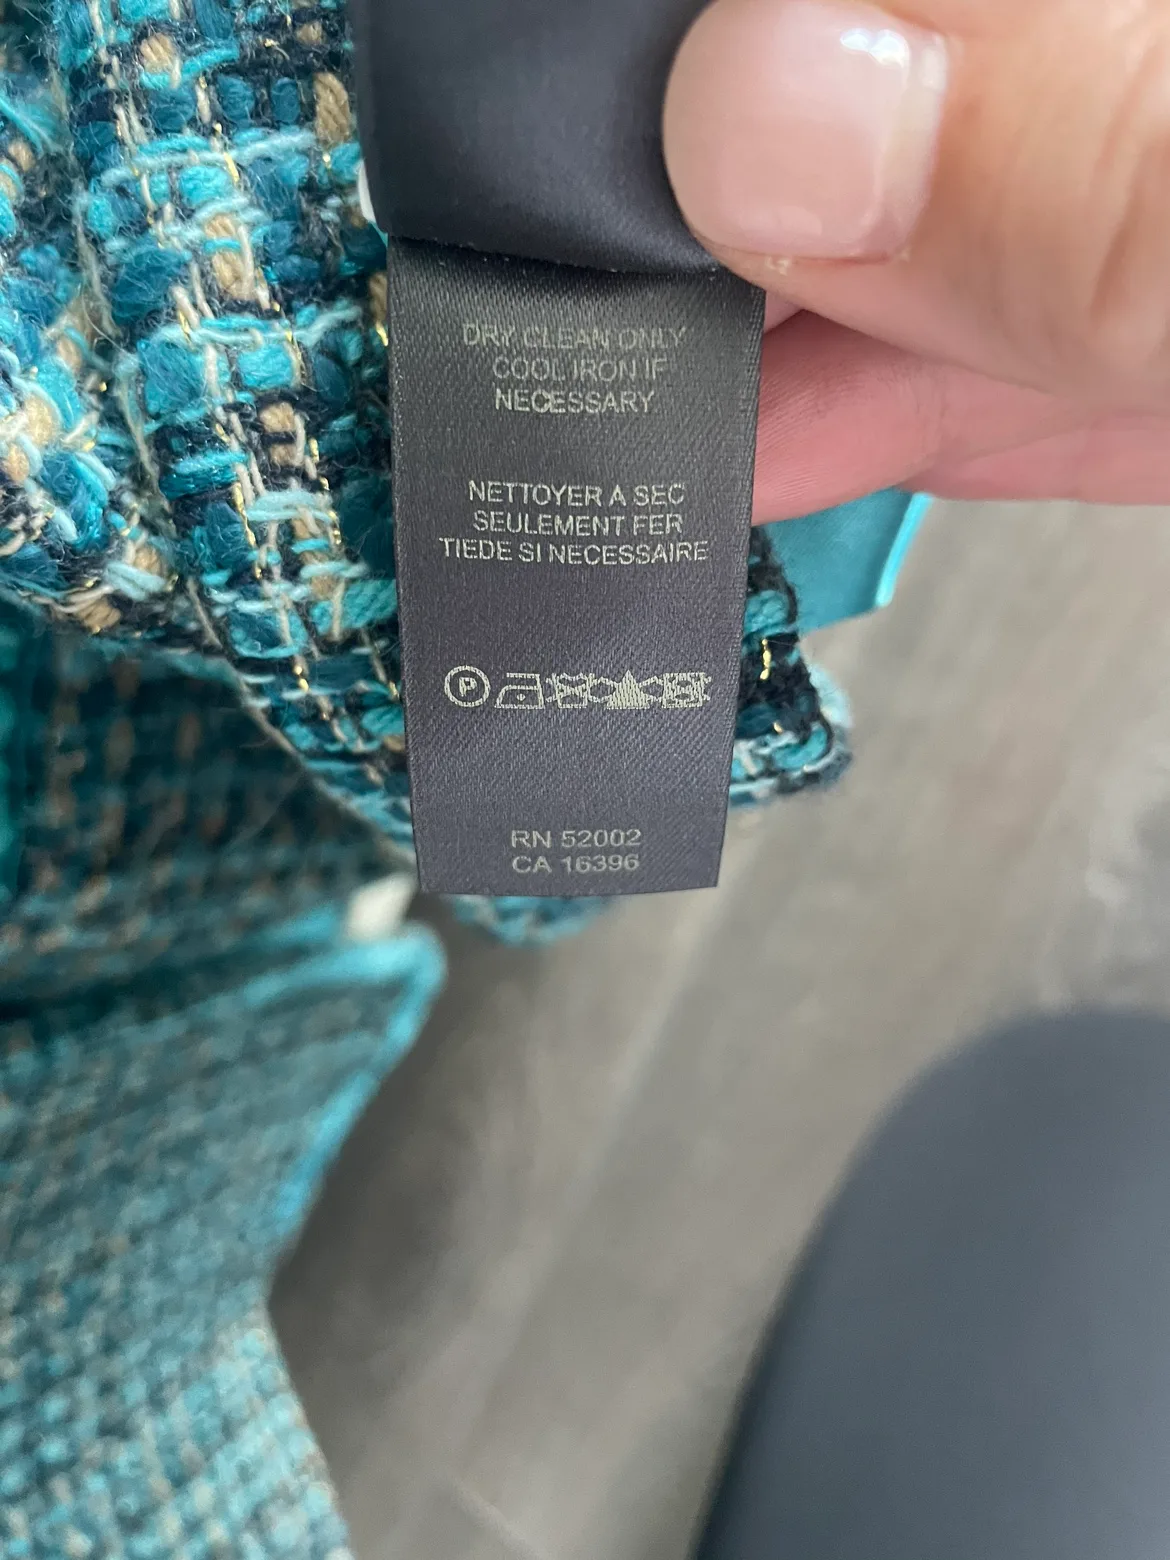 DRY CLEAN ONLY
COOL IRON IF
NECESSARY
NETTOYER A SEC
SEULEMENT FER
TIEDE SI NECESSAIRE
P
RN 52002
CA 16396